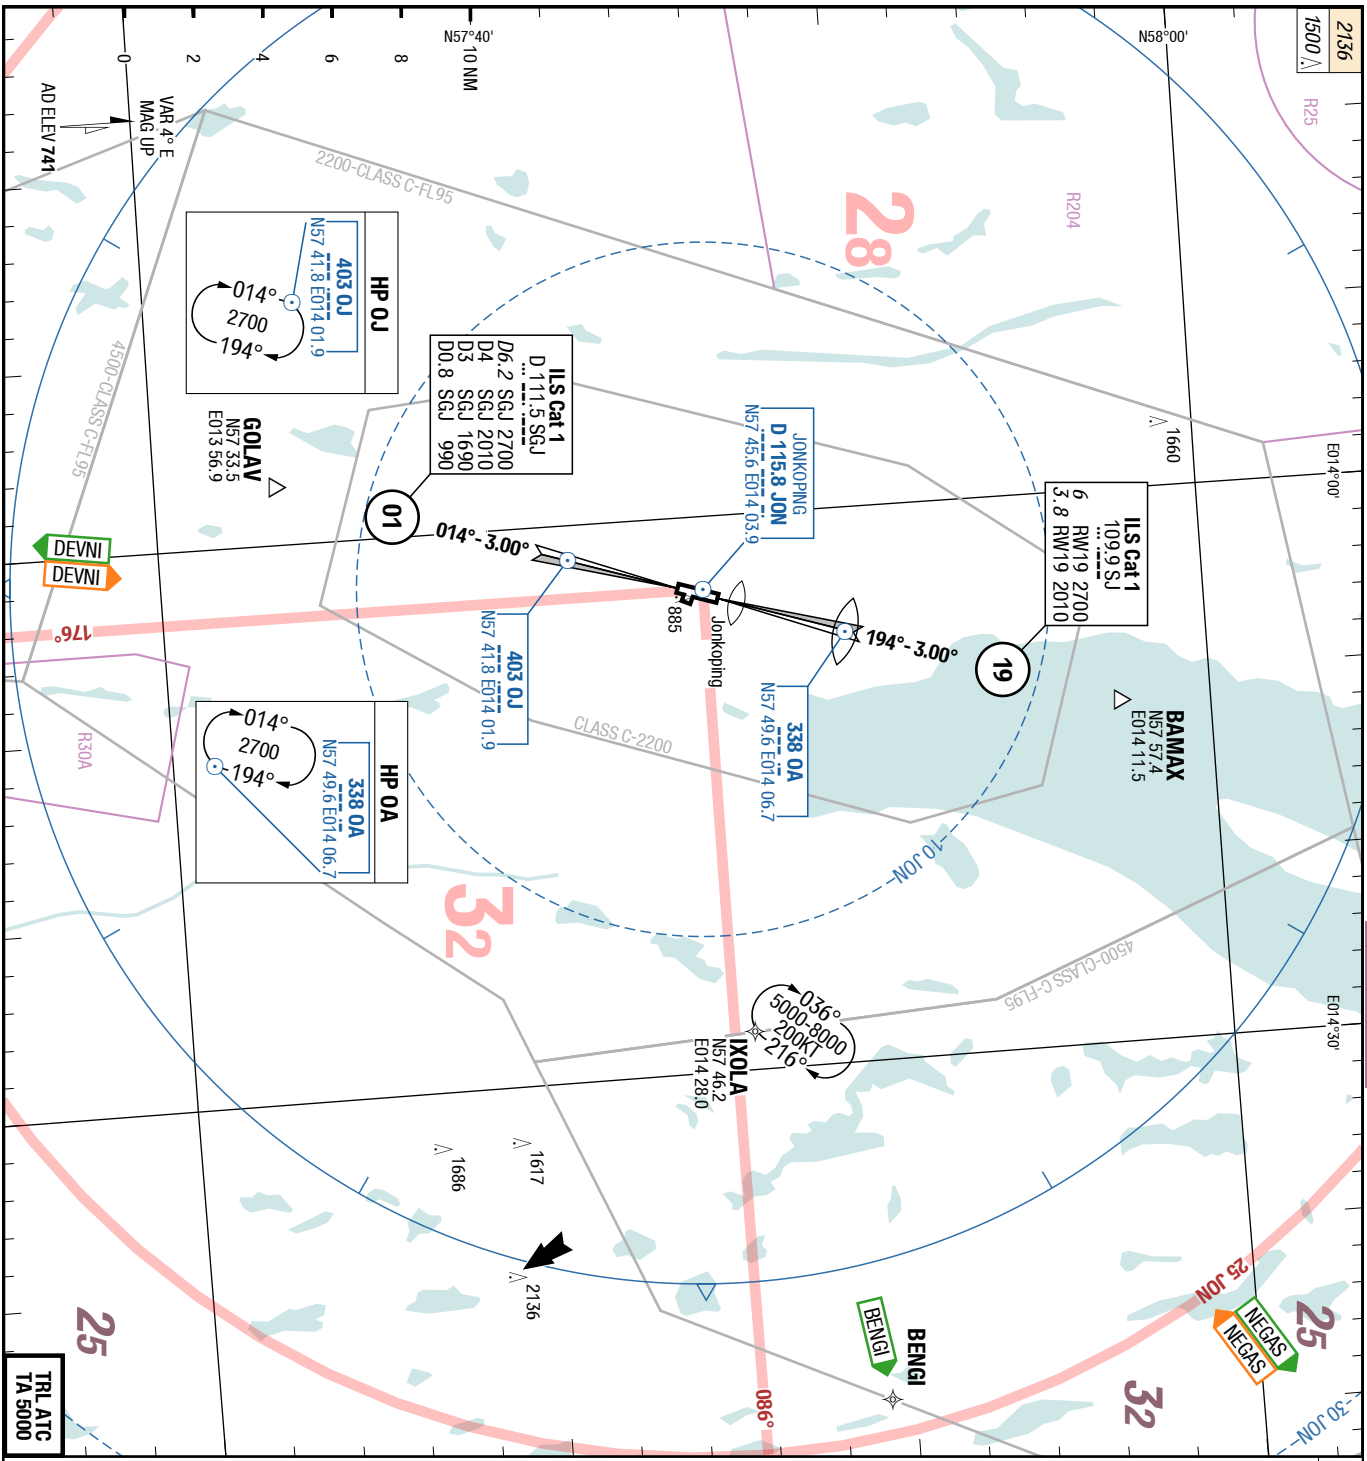 2136
1500
R25
N58°00'
N57°40'
0
2
4
6
8
10 NM
AD ELEV 741
VAR 4° E
MAG UP
2200-CLASS C-FL95
28
R204
HP OJ
403 OJ
N57 41.8 E014 01.9
014°
2700
194°
4500-CLASS C-FL95
GOLAV
N57 33.5
E013 56.9
ILS Cat 1
D 111.5 SGJ
D6.2 SGJ 2700
D4 SGJ 2010
D3 SGJ 1690
D0.8 SGJ 990
01
014°-3.00°
JONKOPING
D 115.8 JON
N57 45.6 E014 03.9
1660
E014°00'
ILS Cat 1
109.9 SJ
6 RW19 2700
3.8 RW19 2010
19
194°-3.00°
885
Jonkoping
403 OJ
N57 41.8 E014 01.9
338 OA
N57 49.6 E014 06.7
CLASS C-2200
BAMAX
N57 57.4
E014 11.5
DEVNI
DEVNI
176°
R30A
HP OA
338 OA
N57 49.6 E014 06.7
014°
2700
194°
10 JON
32
4500-CLASS C-FL95
E014°30'
036°
5000-8000
200KT
216°
IXOLA
N57 46.2
E014 28.0
1617
1686
2136
25 JON
NEGAS
NEGAS
25
32
BENGI
BENGI
086°
30 JON
25
TRL ATC
TA 5000